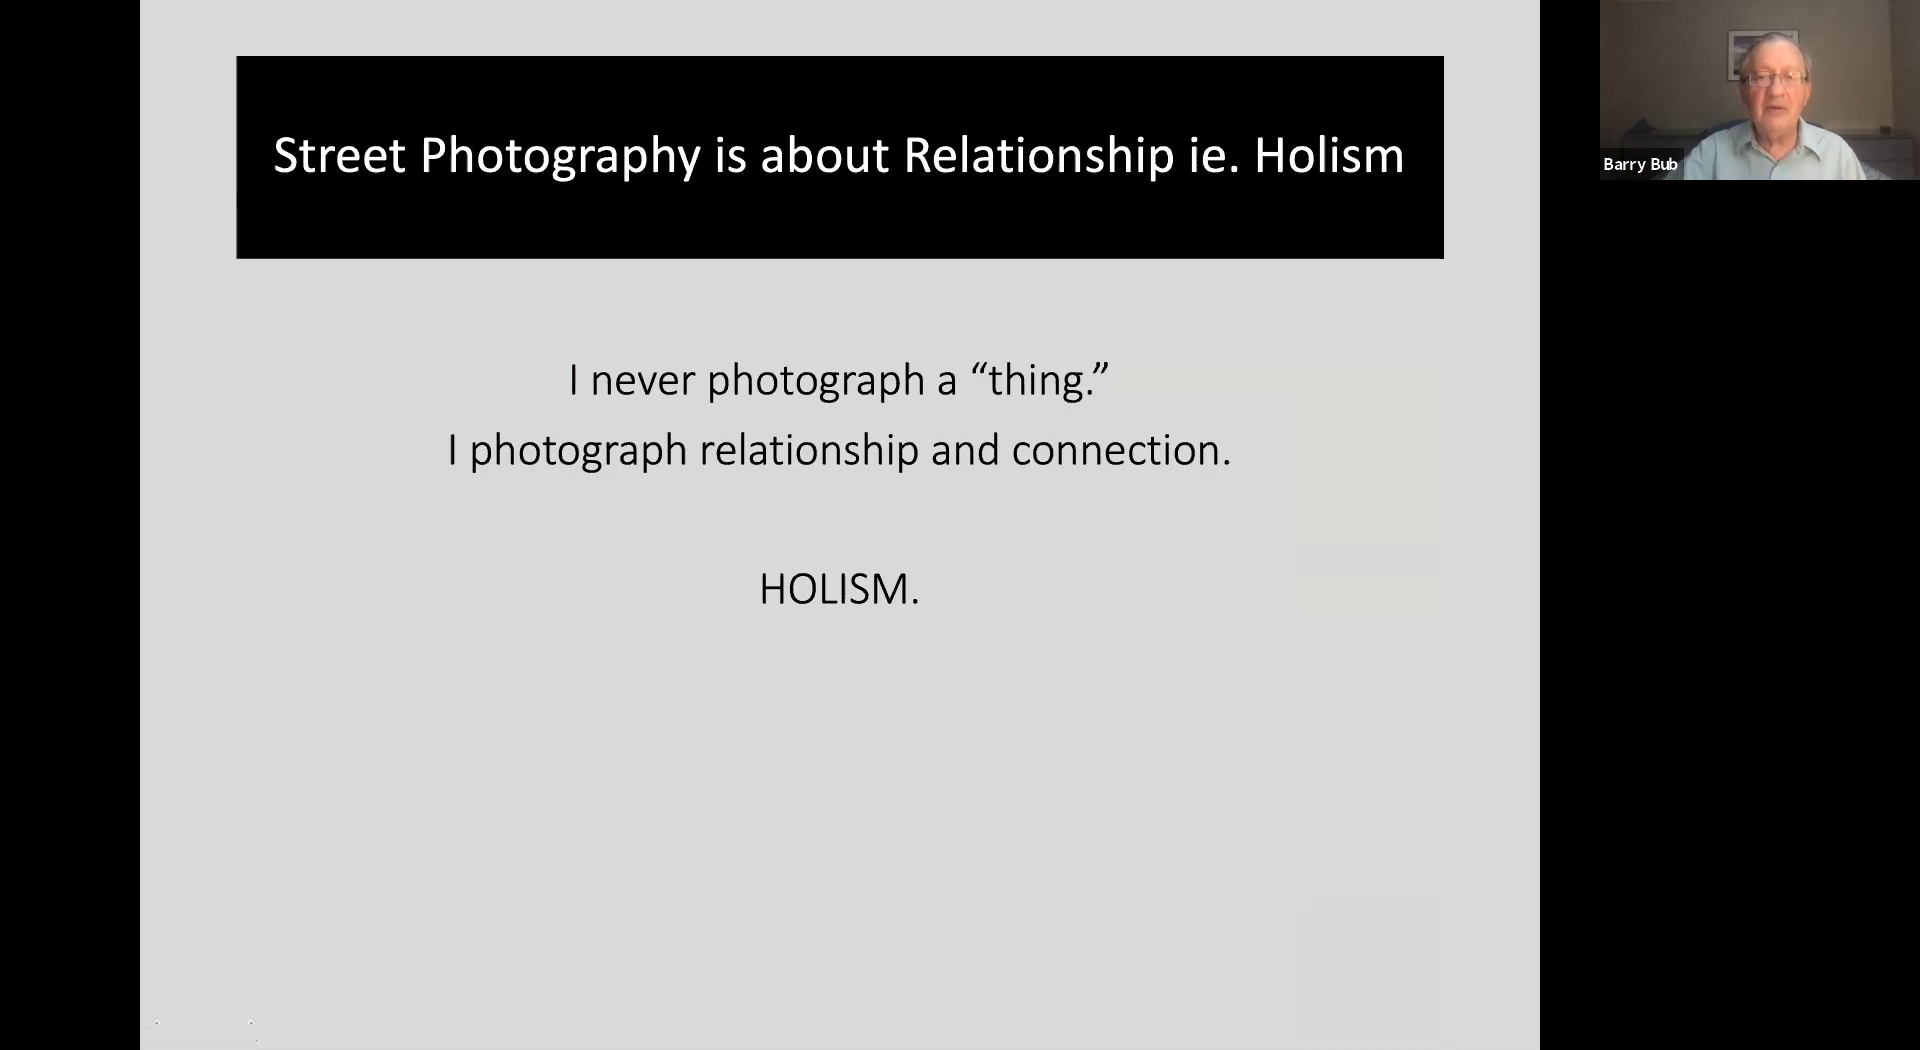 Street Photography is about Relationship ie. Holism
I never photograph a “thing.”
I photograph relationship and connection.
HOLISM.
Barry Bub